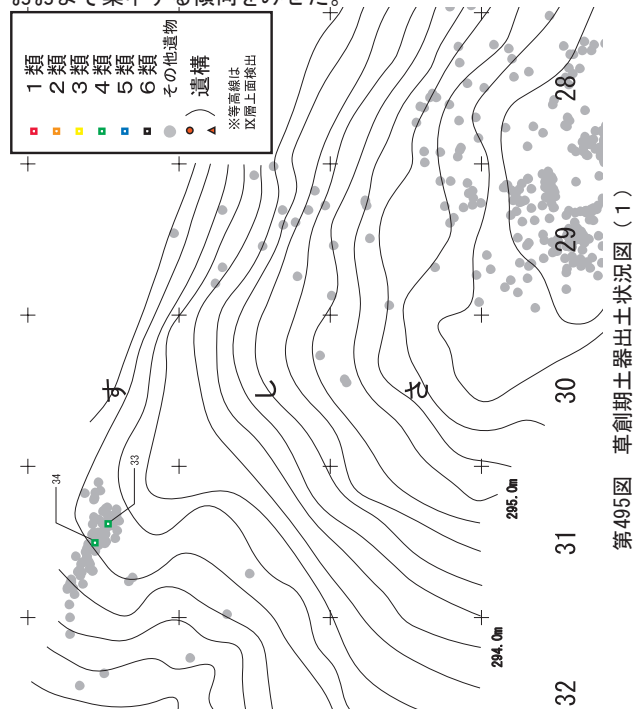 おおまで集中する傾向をみせた。
1類
2類
3類
4類
5類
6類
その他遺物
遺構
※等高線は
Ⅸ層上面検出
す
し
さ
34
33
295.0m
294.0m
28
29
30
31
32
第495図 草創期土器出土状況図（1）